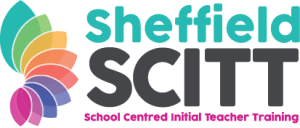 Sheffield
SCITT
School Centred Initial Teacher Training